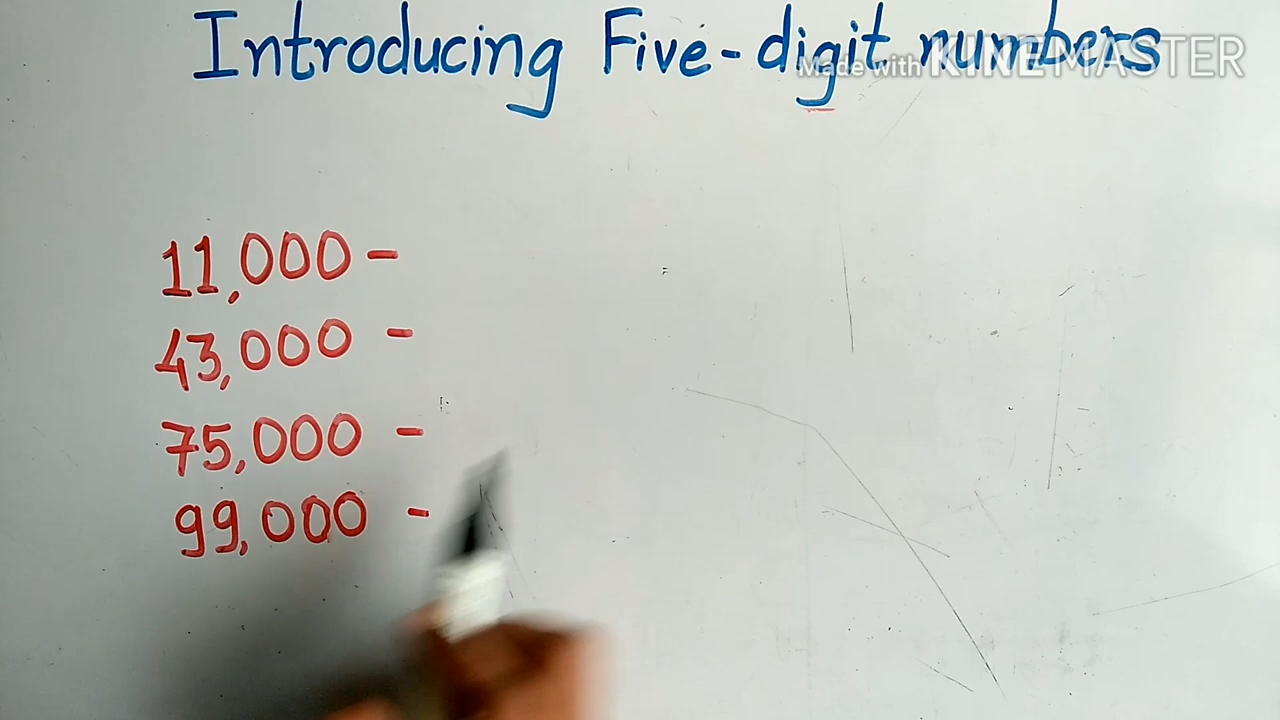 Introducing Five-digit numbers
Made with KINEMASTER
11,000 -
43,000 -
75,000 -
99,000 -